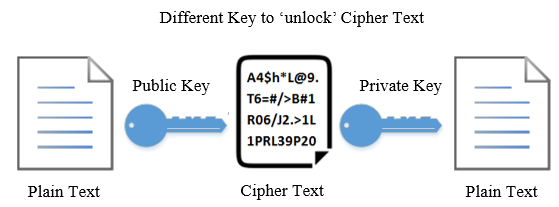 Different Key to ‘unlock’ Cipher Text
Public Key
A4$h*L@9.
T6=#/>B#1
R06/J2.>1L
1PRL39P20
Private Key
Plain Text
Cipher Text
Plain Text